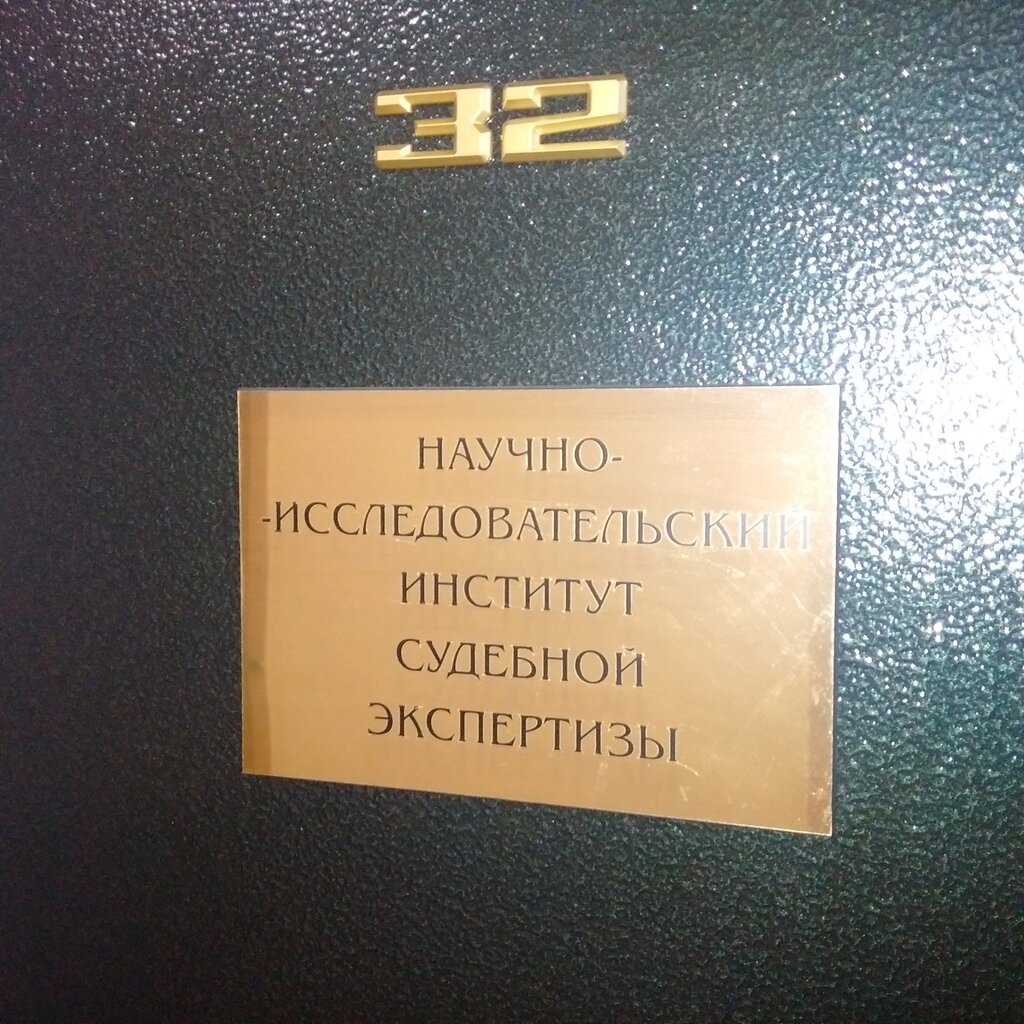 32
НАУЧНО-
-ИССЛЕДОВАТЕЛЬСКИЙ
ИНСТИТУТ
СУДЕБНОЙ
ЭКСПЕРТИЗЫ